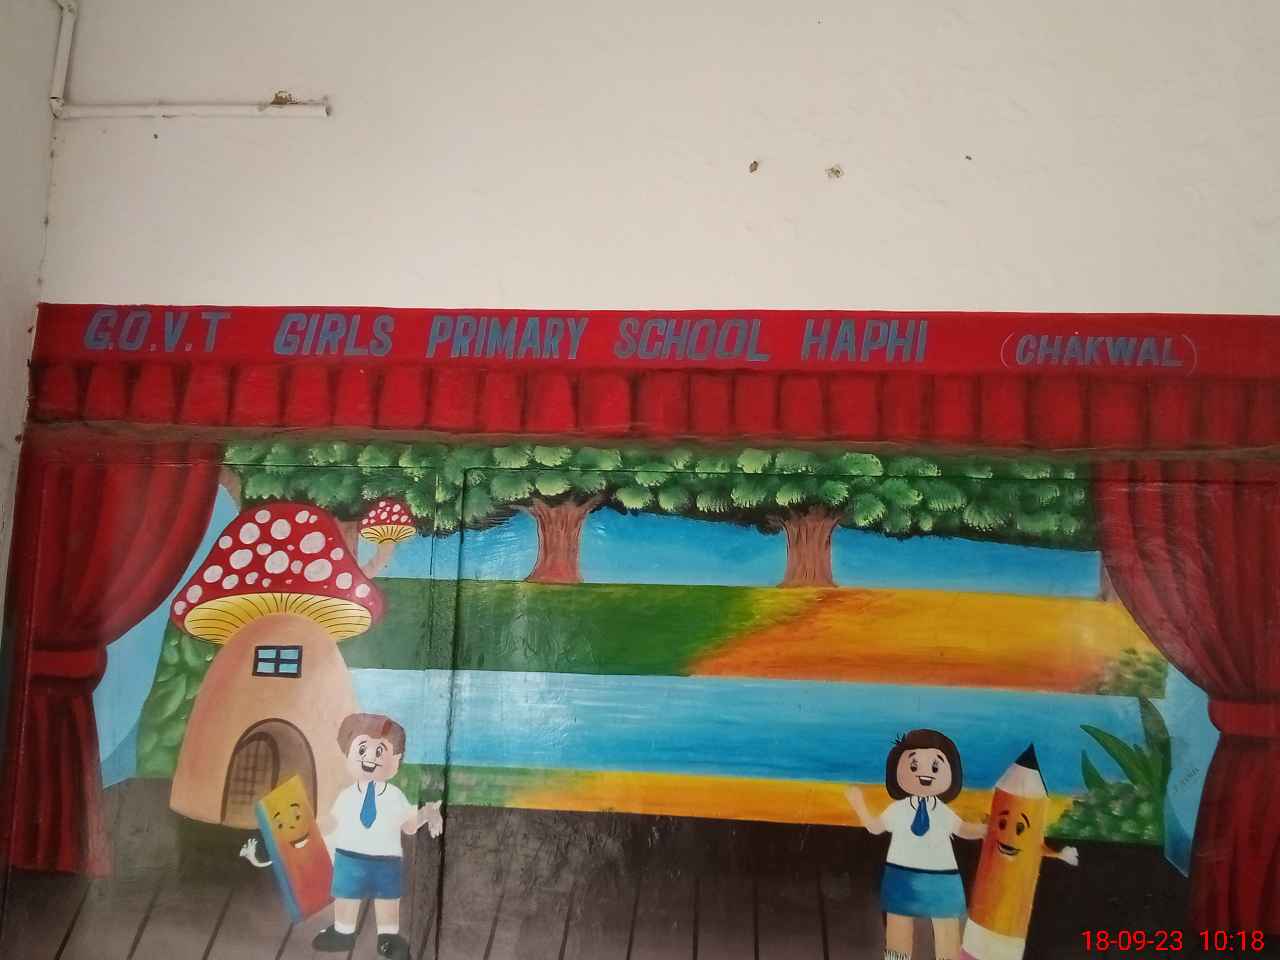 G.O.V.T GIRLS PRIMARY SCHOOL HAPHI (CHAKWAL)
18-09-23 10:18